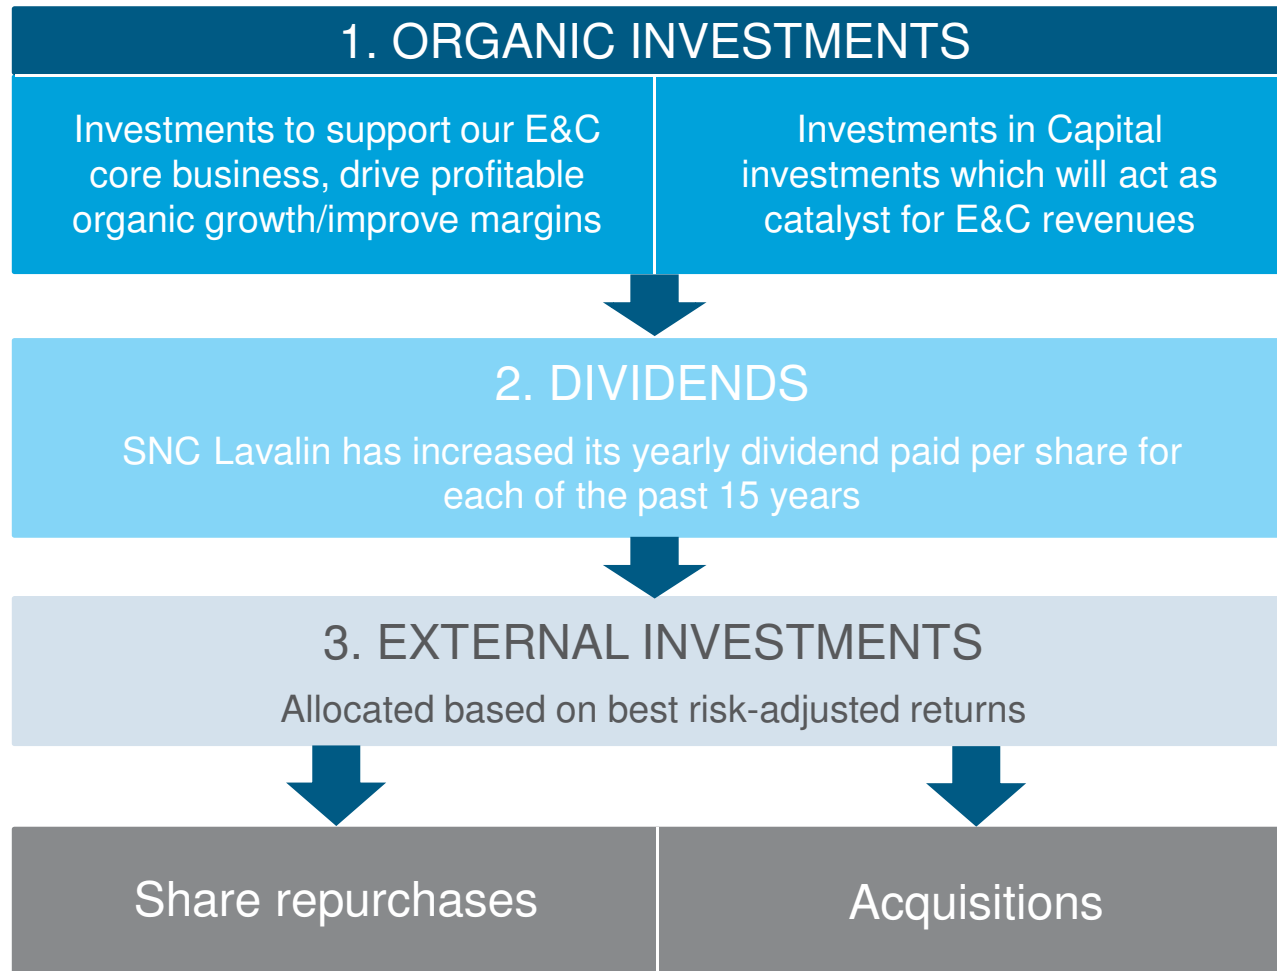 1. ORGANIC INVESTMENTS
Investments to support our E&C
core business, drive profitable
organic growth/improve margins
Investments in Capital
investments which will act as
catalyst for E&C revenues
2. DIVIDENDS
SNC Lavalin has increased its yearly dividend paid per share for
each of the past 15 years
3. EXTERNAL INVESTMENTS
Allocated based on best risk-adjusted returns
Share repurchases
Acquisitions